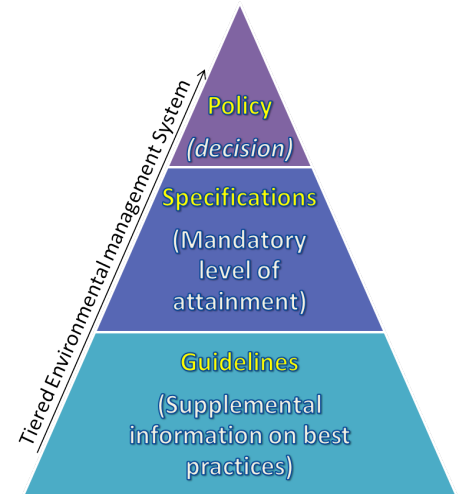 Tiered Environmental management System
Policy
(decision)
Specifications
(Mandatory
level of
attainment)
Guidelines
(Supplemental
information on best
practices)